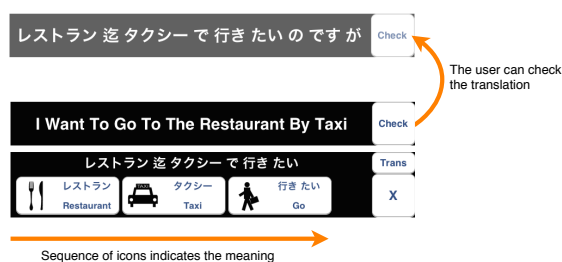 レストラン 迄 タクシー で 行き たい の です が
Check
The user can check
the translation
I Want To Go To The Restaurant By Taxi
Check
レストラン 迄 タクシー で 行き たい
Trans
レストラン
Restaurant
TAXI
タクシー
Taxi
行き たい
Go
X
Sequence of icons indicates the meaning